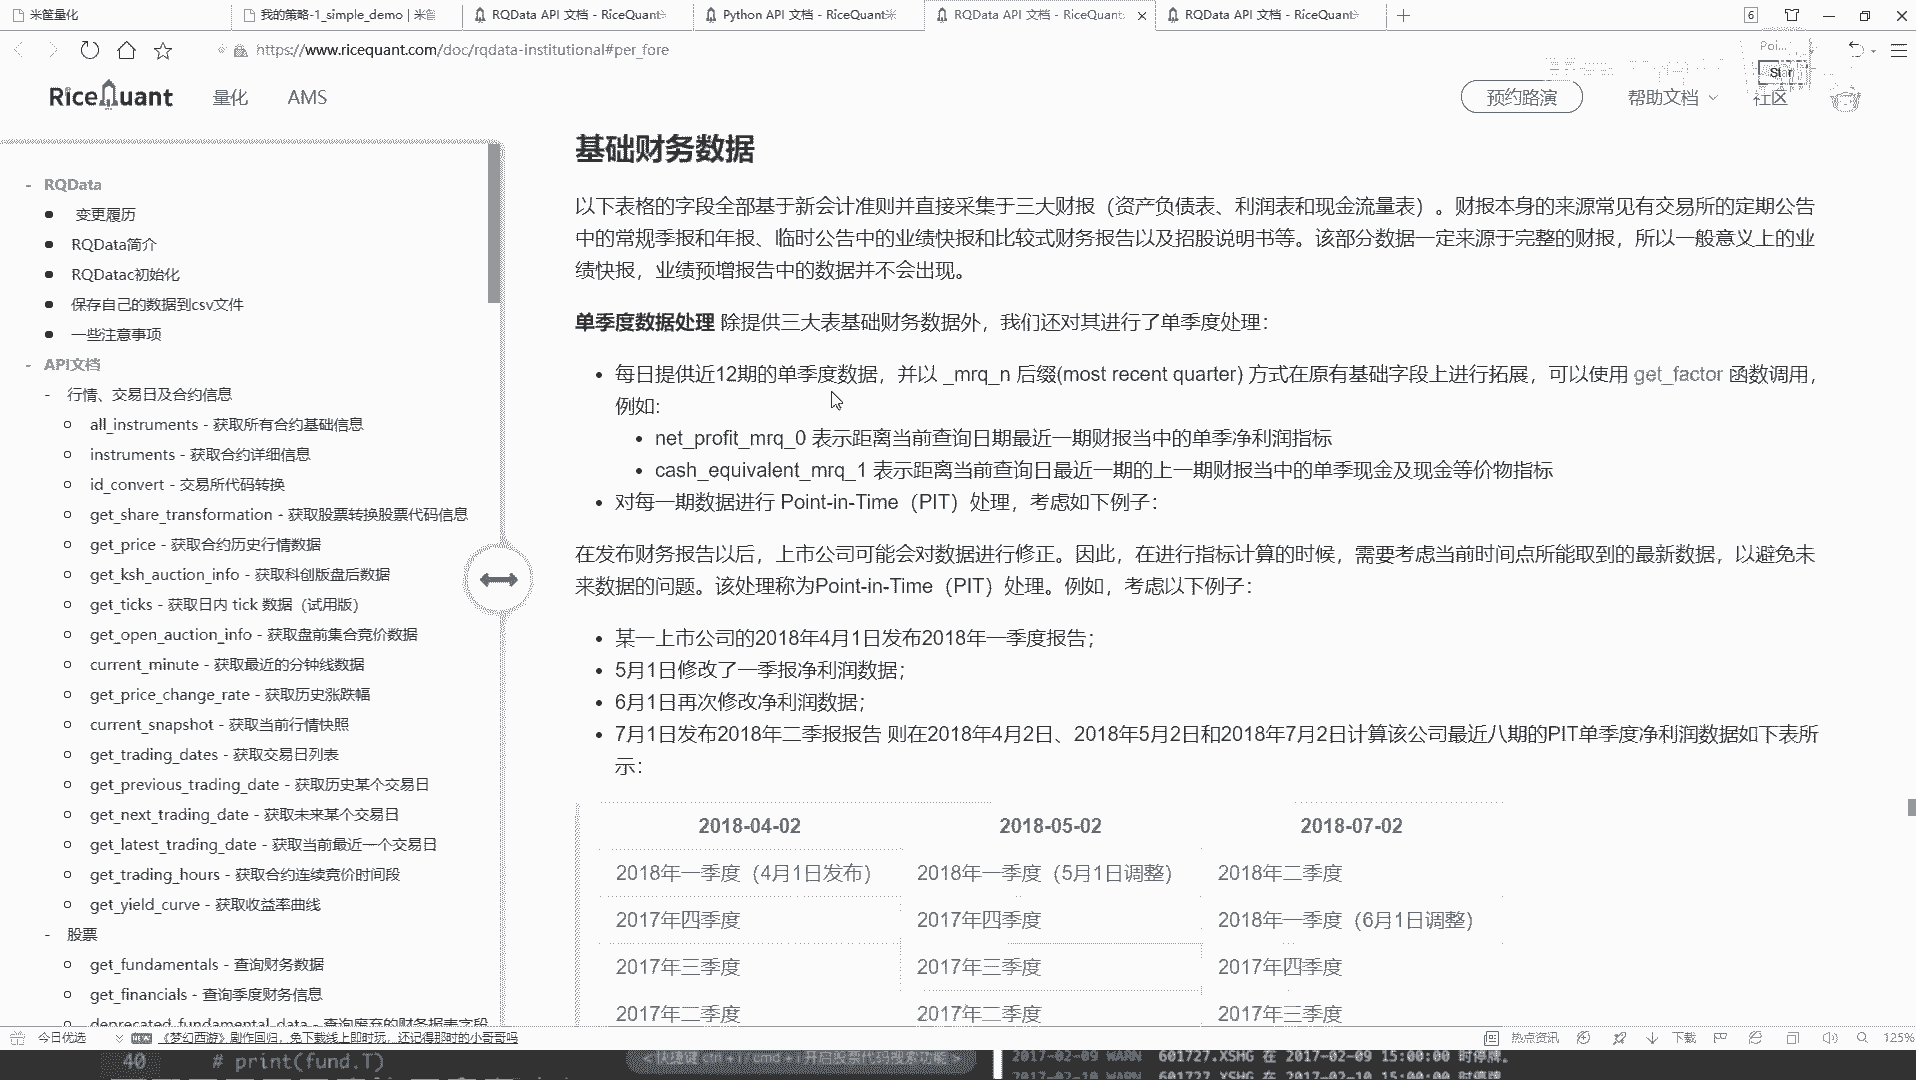 米筐量化
我的策略-1_simple_demo | 米筐
RQData API 文档 - RiceQuant
Python API 文档 - RiceQuant
RQData API 文档 - RiceQuant
RQData API 文档 - RiceQuant
6
https://www.ricequant.com/doc/rqdata-institutional#per_fore
RiceQuant
量化
AMS
预约路演
帮助文档
社区
- RQData
变更履历
RQData简介
RQDatac初始化
保存自己的数据到csv文件
一些注意事项
- API文档
- 行情、交易日及合约信息
all_instruments - 获取所有合约基础信息
instruments - 获取合约详细信息
id_convert - 交易所代码转换
get_share_transformation - 获取股票转换股票代码信息
get_price - 获取合约历史行情数据
get_ksh_auction_info - 获取科创版盘后数据
get_ticks - 获取日内 tick 数据（试用版）
get_open_auction_info - 获取盘前集合竞价数据
current_minute - 获取最近的分钟线数据
get_price_change_rate - 获取历史涨跌幅
current_snapshot - 获取当前行情快照
get_trading_dates - 获取交易日列表
get_previous_trading_date - 获取历史某个交易日
get_next_trading_date - 获取未来某个交易日
get_latest_trading_date - 获取当前最近一个交易日
get_trading_hours - 获取合约连续竞价时间段
get_yield_curve - 获取收益率曲线
- 股票
get_fundamentals - 查询财务数据
get_financials - 查询季度财务信息
deprecated_fundamental_data - 查询废弃的财务报表字段
基础财务数据
以下表格的字段全部基于新会计准则并直接采集于三大财报（资产负债表、利润表和现金流量表）。财报本身的来源常见有交易所的定期公告
中的常规季报和年报、临时公告中的业绩快报和比较式财务报告以及招股说明书等。该部分数据一定来源于完整的财报，所以一般意义上的业
绩快报，业绩预增报告中的数据并不会出现。
单季度数据处理 除提供三大表基础财务数据外，我们还对其进行了单季度处理：
每日提供近12期的单季度数据，并以 _mrq_n 后缀(most recent quarter) 方式在原有基础字段上进行拓展，可以使用 get_factor 函数调用，
例如:
net_profit_mrq_0 表示距离当前查询日期最近一期财报当中的单季净利润指标
cash_equivalent_mrq_1 表示距离当前查询日最近一期的上一期财报当中的单季现金及现金等价物指标
对每一期数据进行 Point-in-Time（PIT）处理，考虑如下例子：
在发布财务报告以后，上市公司可能会对数据进行修正。因此，在进行指标计算的时候，需要考虑当前时间点所能取到的最新数据，以避免未
来数据的问题。该处理称为Point-in-Time（PIT）处理。例如，考虑以下例子：
某一上市公司的2018年4月1日发布2018年一季度报告；
5月1日修改了一季报净利润数据；
6月1日再次修改净利润数据；
7月1日发布2018年二季报报告 则在2018年4月2日、2018年5月2日和2018年7月2日计算该公司最近八期的PIT单季度净利润数据如下表所
示：
2018-04-02 2018-05-02 2018-07-02
2018年一季度（4月1日发布） 2018年一季度（5月1日调整） 2018年二季度
2017年四季度 2017年四季度 2018年一季度（6月1日调整）
2017年三季度 2017年三季度 2017年四季度
2017年二季度 2017年二季度 2017年三季度
今日优选
《梦幻西游》剧作回归，免下载线上即时玩，还记得那时的小哥哥吗
热点资讯
下载
125%
40 # print(fund.T)
<快捷键 ctrl + i / cmd + i 开启股票代码搜索功能 >
2017-02-09 WARN 601727.XSHG 在 2017-02-09 15:00:00 时停牌。
2017-02-10 WARN 601727.XSHG 在 2017-02-10 15:00:00 时停牌。